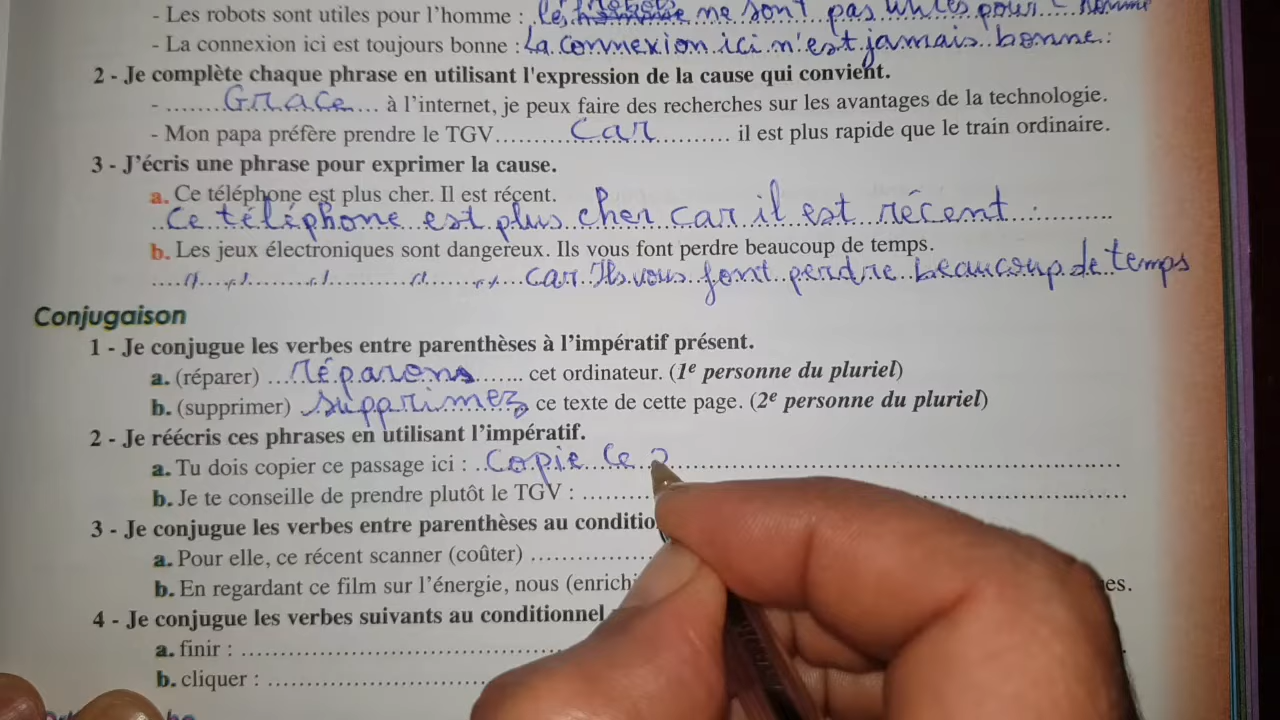 - Les robots sont utiles pour l'homme : les ne sont pas utiles pour l'homme
- La connexion ici est toujours bonne : La connexion ici n'est jamais bonne.
2 - Je complète chaque phrase en utilisant l'expression de la cause qui convient.
- ........Grace.... à l'internet, je peux faire des recherches sur les avantages de la technologie.
- Mon papa préfère prendre le TGV..........car.......... il est plus rapide que le train ordinaire.
3 - J'écris une phrase pour exprimer la cause.
a. Ce téléphone est plus cher. Il est récent.
Ce téléphone est plus cher car il est récent.
b. Les jeux électroniques sont dangereux. Ils vous font perdre beaucoup de temps.
" " " " " car Ils vous font perdre beaucoup de temps
Conjugaison
1 - Je conjugue les verbes entre parenthèses à l'impératif présent.
a. (réparer) ....réparons....... cet ordinateur. (1e personne du pluriel)
b. (supprimer) supprimez ce texte de cette page. (2e personne du pluriel)
2 - Je réécris ces phrases en utilisant l'impératif.
a. Tu dois copier ce passage ici : ..Copie ce
b. Je te conseille de prendre plutôt le TGV : ..........
3 - Je conjugue les verbes entre parenthèses au conditio
a. Pour elle, ce récent scanner (coûter) ..................
b. En regardant ce film sur l'énergie, nous (enrichi es.
4 - Je conjugue les verbes suivants au conditionnel
a. finir : ..............................
b. cliquer : ..............................